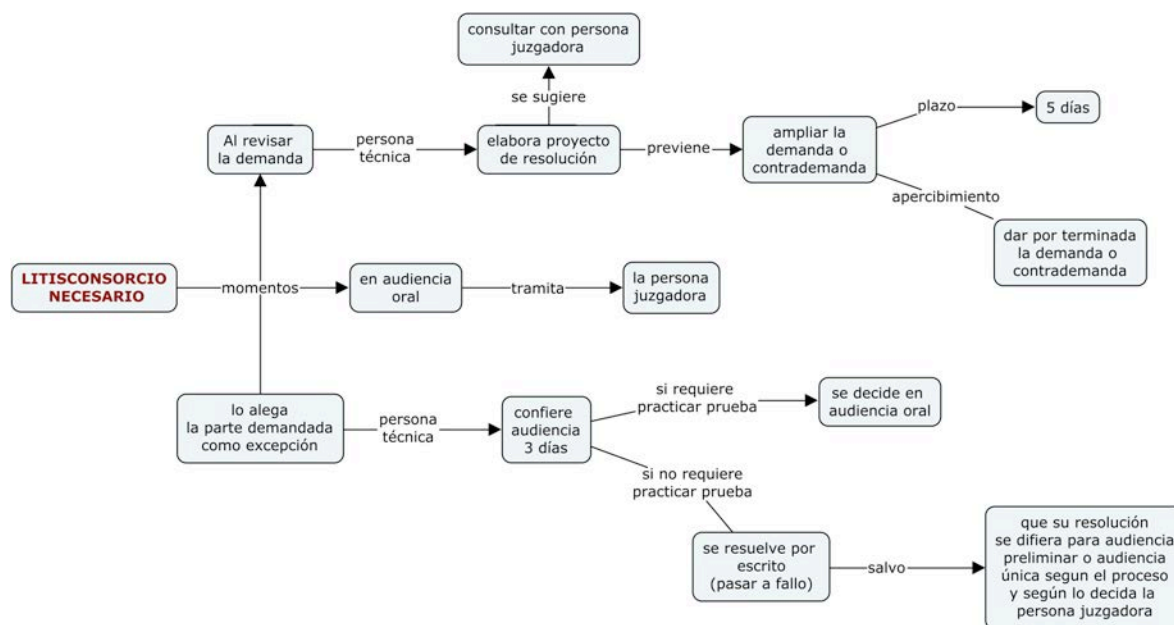 consultar con persona
juzgadora
se sugiere
Al revisar
la demanda
persona
técnica
elabora proyecto
de resolución
previene
ampliar la
demanda o
contrademanda
plazo
5 días
apercibimiento
dar por terminada
la demanda o
contrademanda
LITISCONSORCIO
NECESARIO
momentos
en audiencia
oral
tramita
la persona
juzgadora
lo alega
la parte demandada
como excepción
persona
técnica
confiere
audiencia
3 días
si requiere
practicar prueba
se decide en
audiencia oral
si no requiere
practicar prueba
se resuelve por
escrito
(pasar a fallo)
salvo
que su resolución
se difiera para audiencia
preliminar o audiencia
única segun el proceso
y según lo decida la
persona juzgadora